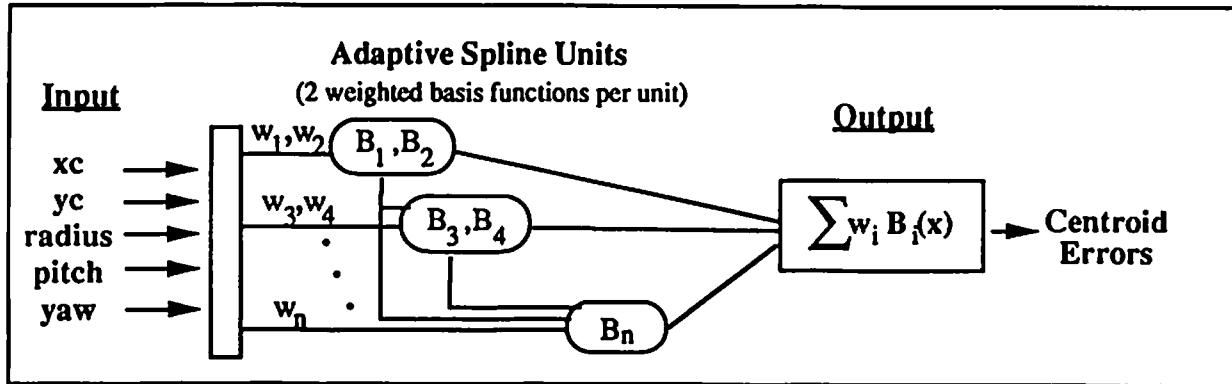 Adaptive Spline Units
(2 weighted basis functions per unit)
Input
xc
yc
radius
pitch
yaw
w1,w2
B1,B2
w3,w4
B3,B4
wn
Bn
Output
∑ wi Bi(x)
Centroid
Errors